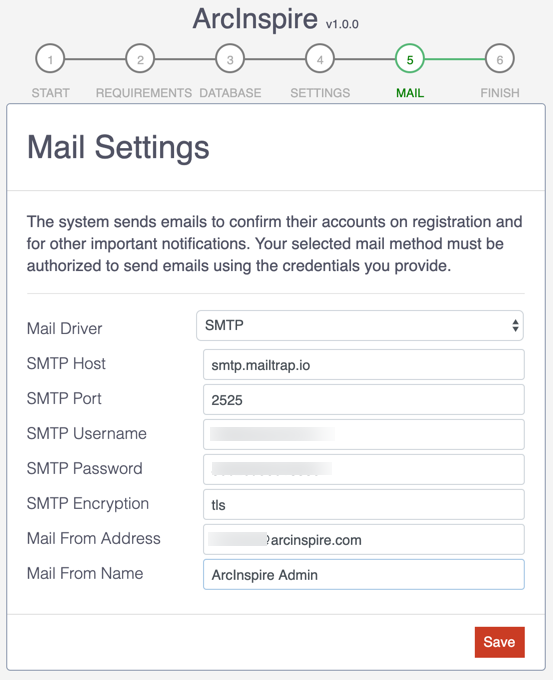 ArcInspire v1.0.0
1 2 3 4 5 6
START REQUIREMENTS DATABASE SETTINGS MAIL FINISH
Mail Settings
The system sends emails to confirm their accounts on registration and
for other important notifications. Your selected mail method must be
authorized to send emails using the credentials you provide.
Mail Driver SMTP
SMTP Host smtp.mailtrap.io
SMTP Port 2525
SMTP Username
SMTP Password
SMTP Encryption tls
Mail From Address @arcinspire.com
Mail From Name ArcInspire Admin
Save